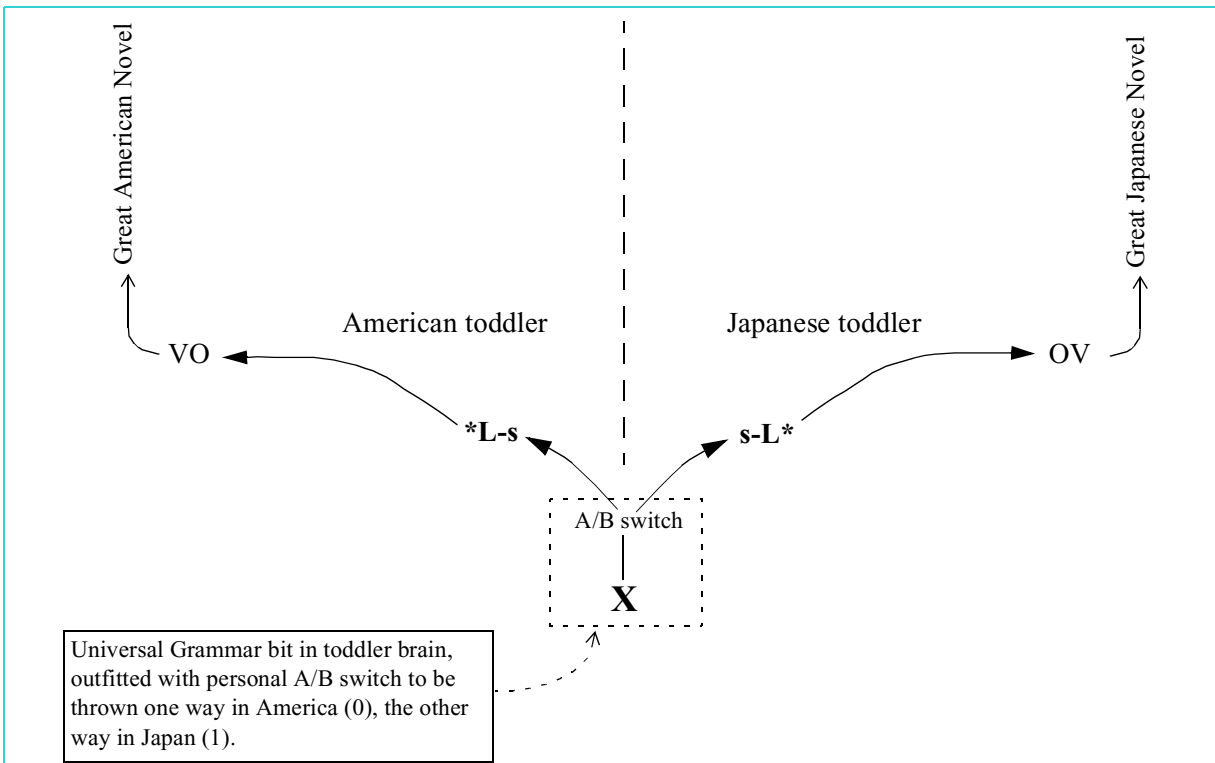 Great American Novel
Great Japanese Novel
American toddler
Japanese toddler
VO
OV
*L-s
s-L*
A/B switch
X
Universal Grammar bit in toddler brain,
outfitted with personal A/B switch to be
thrown one way in America (0), the other
way in Japan (1).